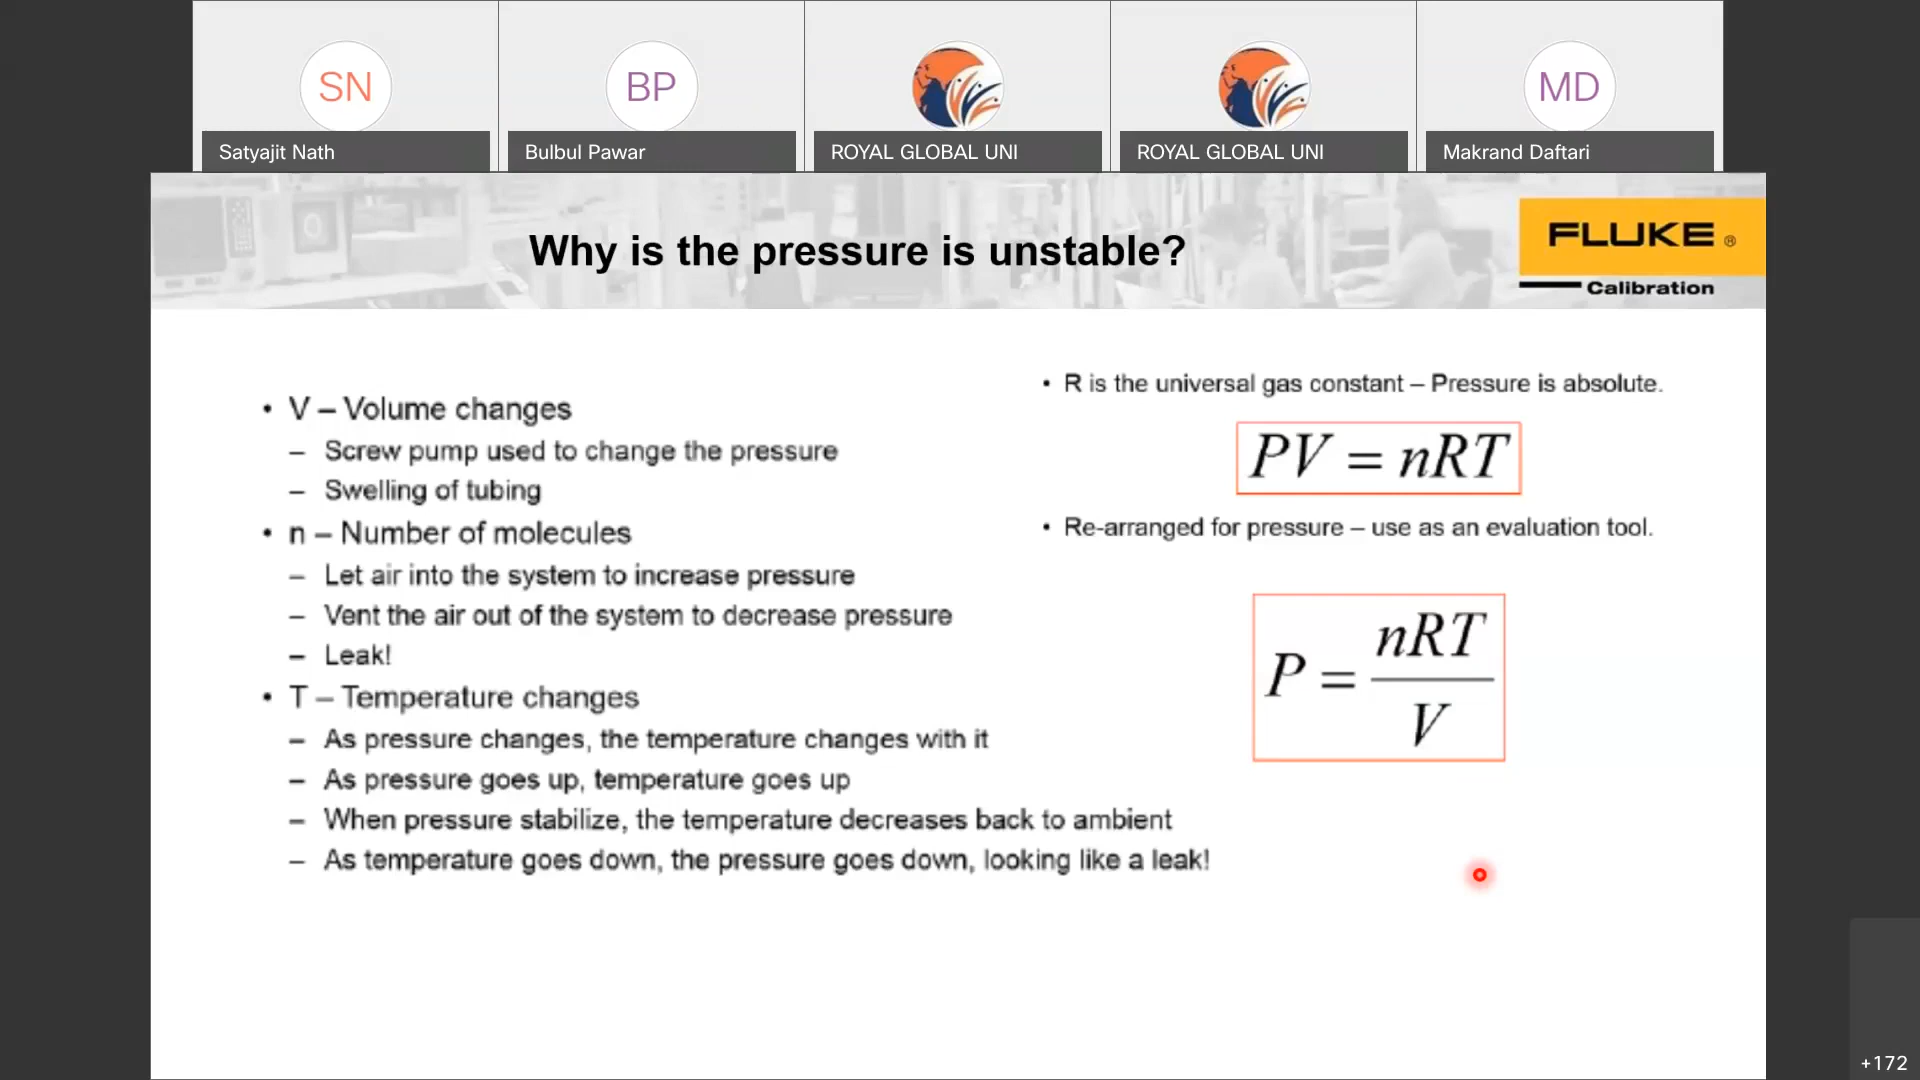 SN
BP
MD
Satyajit Nath
Bulbul Pawar
ROYAL GLOBAL UNI
ROYAL GLOBAL UNI
Makrand Daftari
Why is the pressure is unstable?
FLUKE ®
Calibration
• V – Volume changes
– Screw pump used to change the pressure
– Swelling of tubing
• n – Number of molecules
– Let air into the system to increase pressure
– Vent the air out of the system to decrease pressure
– Leak!
• T – Temperature changes
– As pressure changes, the temperature changes with it
– As pressure goes up, temperature goes up
– When pressure stabilize, the temperature decreases back to ambient
– As temperature goes down, the pressure goes down, looking like a leak!
• R is the universal gas constant – Pressure is absolute.
PV = nRT
• Re-arranged for pressure – use as an evaluation tool.
P = nRT
V
+172